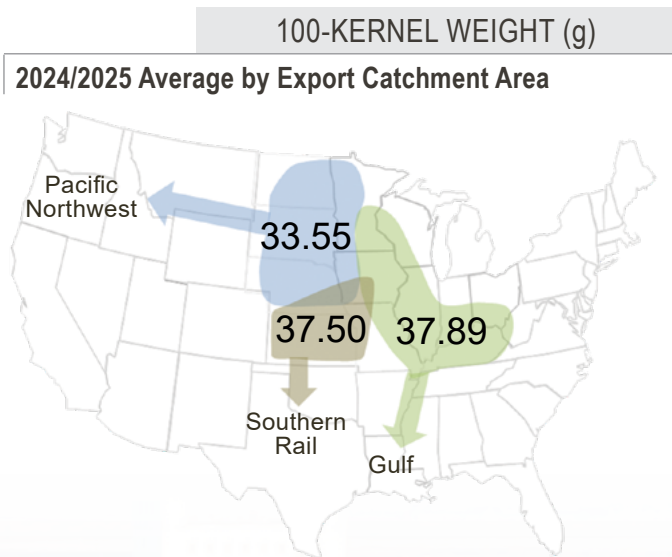 100-KERNEL WEIGHT (g)
2024/2025 Average by Export Catchment Area
Pacific
Northwest
33.55
37.50
37.89
Southern
Rail
Gulf